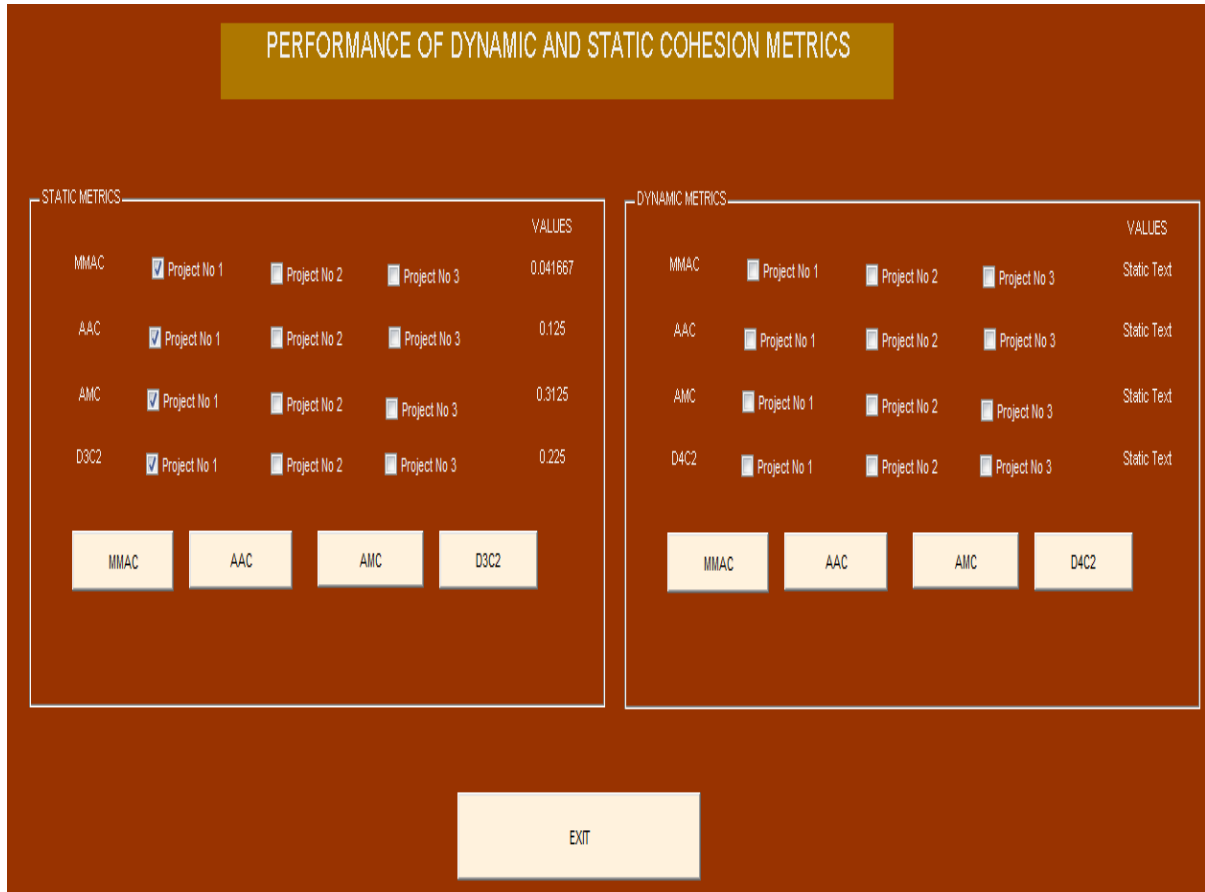 PERFORMANCE OF DYNAMIC AND STATIC COHESION METRICS
STATIC METRICS
VALUES
MMAC Project No 1 Project No 2 Project No 3 0.041667
AAC Project No 1 Project No 2 Project No 3 0.125
AMC Project No 1 Project No 2 Project No 3 0.3125
D3C2 Project No 1 Project No 2 Project No 3 0.225
MMAC AAC AMC D3C2
DYNAMIC METRICS
VALUES
MMAC Project No 1 Project No 2 Project No 3 Static Text
AAC Project No 1 Project No 2 Project No 3 Static Text
AMC Project No 1 Project No 2 Project No 3 Static Text
D4C2 Project No 1 Project No 2 Project No 3 Static Text
MMAC AAC AMC D4C2
EXIT